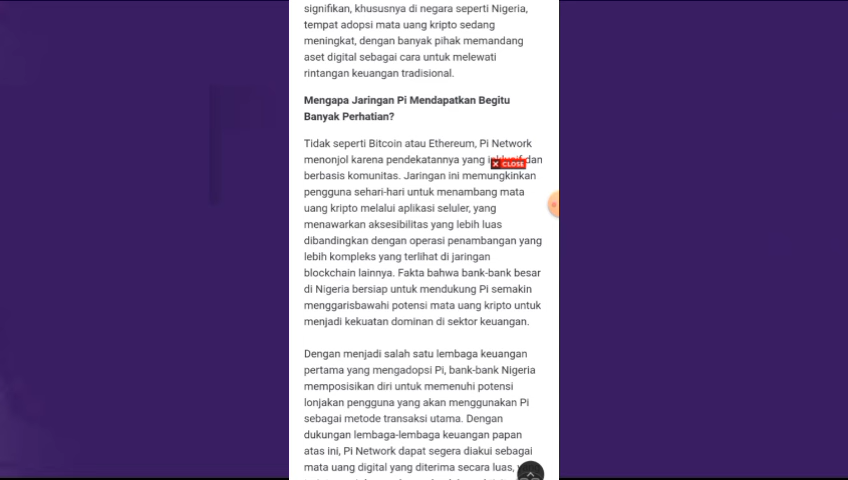 signifikan, khususnya di negara seperti Nigeria,
tempat adopsi mata uang kripto sedang
meningkat, dengan banyak pihak memandang
aset digital sebagai cara untuk melewati
rintangan keuangan tradisional.
Mengapa Jaringan Pi Mendapatkan Begitu
Banyak Perhatian?
Tidak seperti Bitcoin atau Ethereum, Pi Network
menonjol karena pendekatannya yang dan
CLOSE
berbasis komunitas. Jaringan ini memungkinkan
pengguna sehari-hari untuk menambang mata
uang kripto melalui aplikasi seluler, yang
menawarkan aksesibilitas yang lebih luas
dibandingkan dengan operasi penambangan yang
lebih kompleks yang terlihat di jaringan
blockchain lainnya. Fakta bahwa bank-bank besar
di Nigeria bersiap untuk mendukung Pi semakin
menggarisbawahi potensi mata uang kripto untuk
menjadi kekuatan dominan di sektor keuangan.
Dengan menjadi salah satu lembaga keuangan
pertama yang mengadopsi Pi, bank-bank Nigeria
memposisikan diri untuk memenuhi potensi
lonjakan pengguna yang akan menggunakan Pi
sebagai metode transaksi utama. Dengan
dukungan lembaga-lembaga keuangan papan
atas ini, Pi Network dapat segera diakui sebagai
mata uang digital yang diterima secara luas,